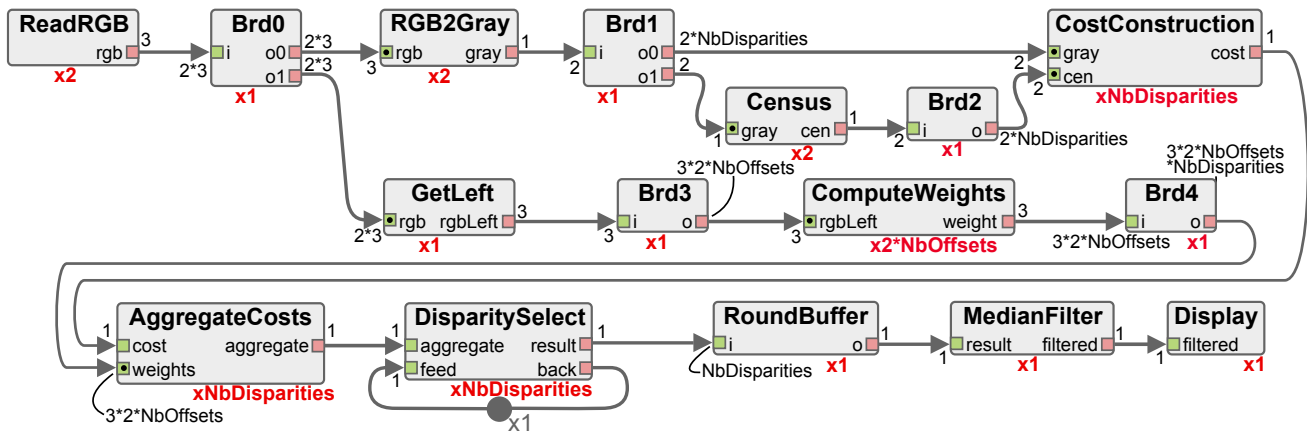 ReadRGB
rgb
3
x2
2*3
Brd0
i
o0
o1
2*3
2*3
x1
RGB2Gray
rgb
gray
3
1
x2
Brd1
i
o0
o1
2
2*NbDisparities
2
x1
Census
gray
cen
1
1
x2
Brd2
i
o
2
2*NbDisparities
x1
CostConstruction
gray
cost
cen
2
2
1
xNbDisparities
GetLeft
rgb
rgbLeft
2*3
3
x1
Brd3
i
o
3
3*2*NbOffsets
x1
ComputeWeights
rgbLeft
weight
3
3
x2*NbOffsets
Brd4
i
o
3*2*NbOffsets
3*2*NbOffsets
*NbDisparities
x1
AggregateCosts
cost
aggregate
weights
1
1
3*2*NbOffsets
xNbDisparities
DisparitySelect
aggregate
result
feed
back
1
1
1
1
xNbDisparities
x1
RoundBuffer
i
o
NbDisparities
1
x1
MedianFilter
result
filtered
1
1
x1
Display
filtered
1
x1